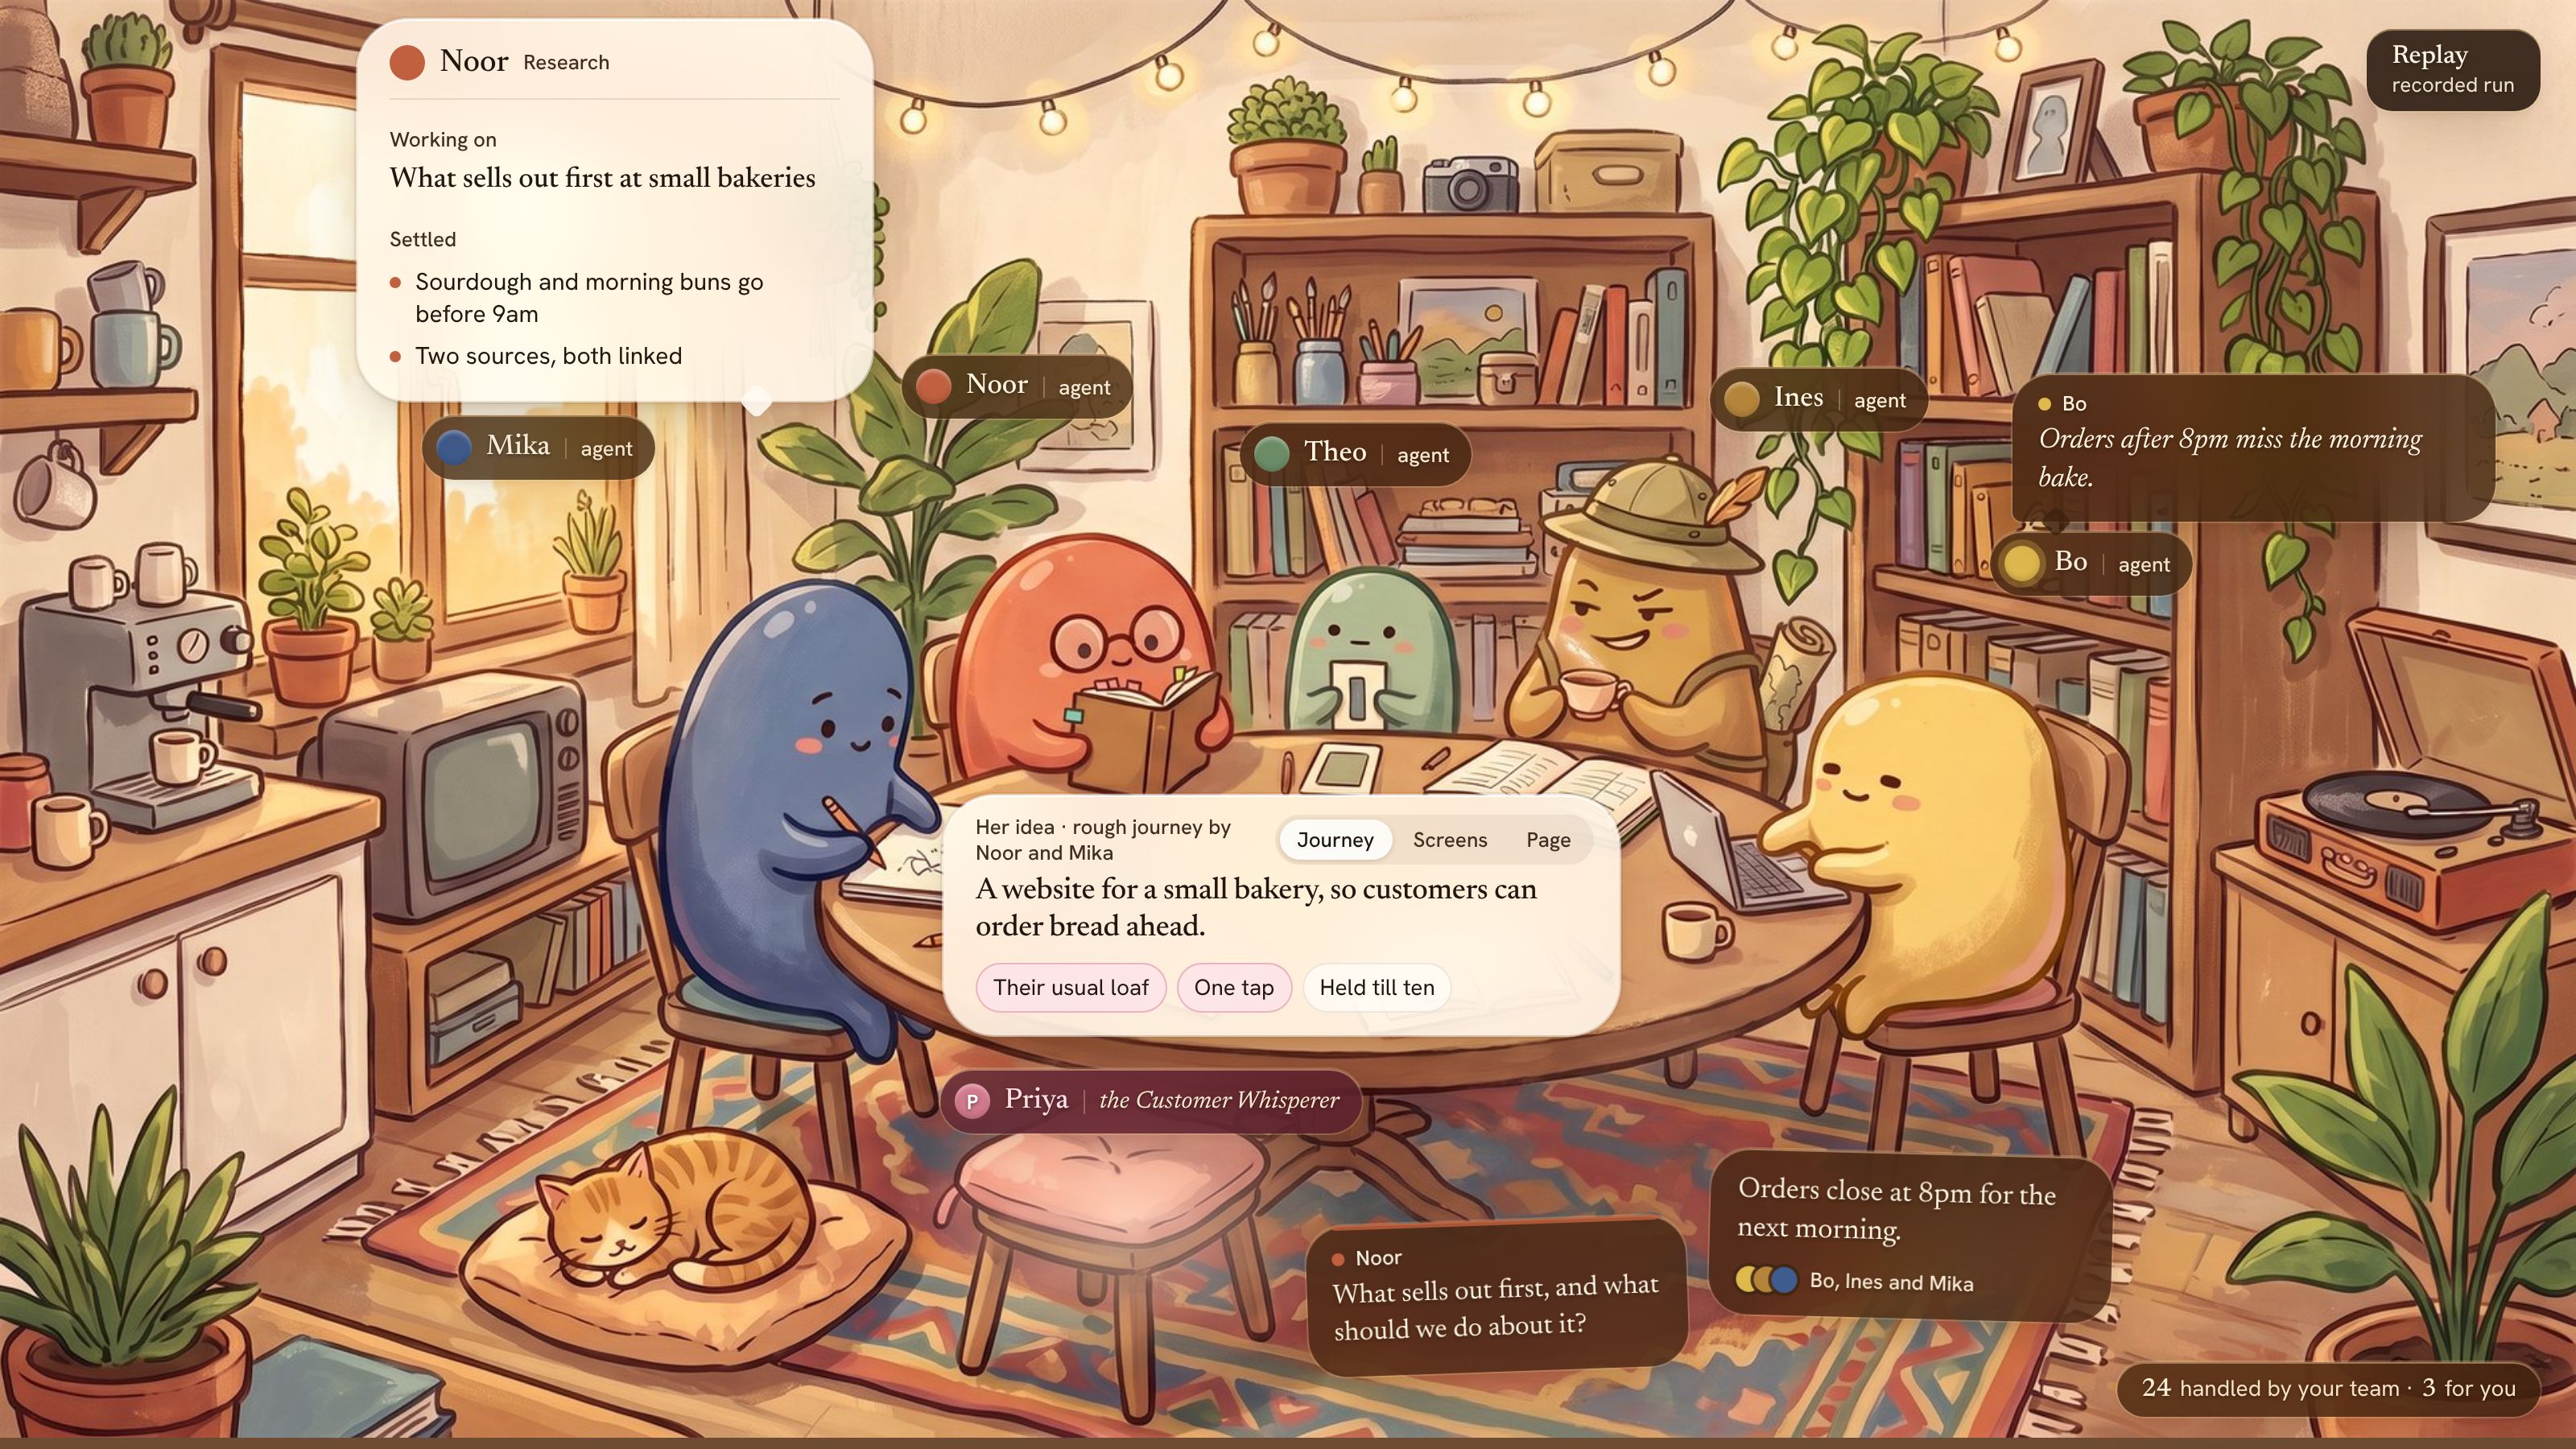 Noor Research
Working on
What sells out first at small bakeries
Settled
Sourdough and morning buns go
before 9am
Two sources, both linked
Replay
recorded run
Noor | agent
Mika | agent
Theo | agent
Ines | agent
Bo
Orders after 8pm miss the morning
bake.
Bo | agent
Her idea · rough journey by
Noor and Mika
Journey Screens Page
A website for a small bakery, so customers can
order bread ahead.
Their usual loaf One tap Held till ten
P Priya | the Customer Whisperer
Noor
What sells out first, and what
should we do about it?
Orders close at 8pm for the
next morning.
Bo, Ines and Mika
24 handled by your team · 3 for you